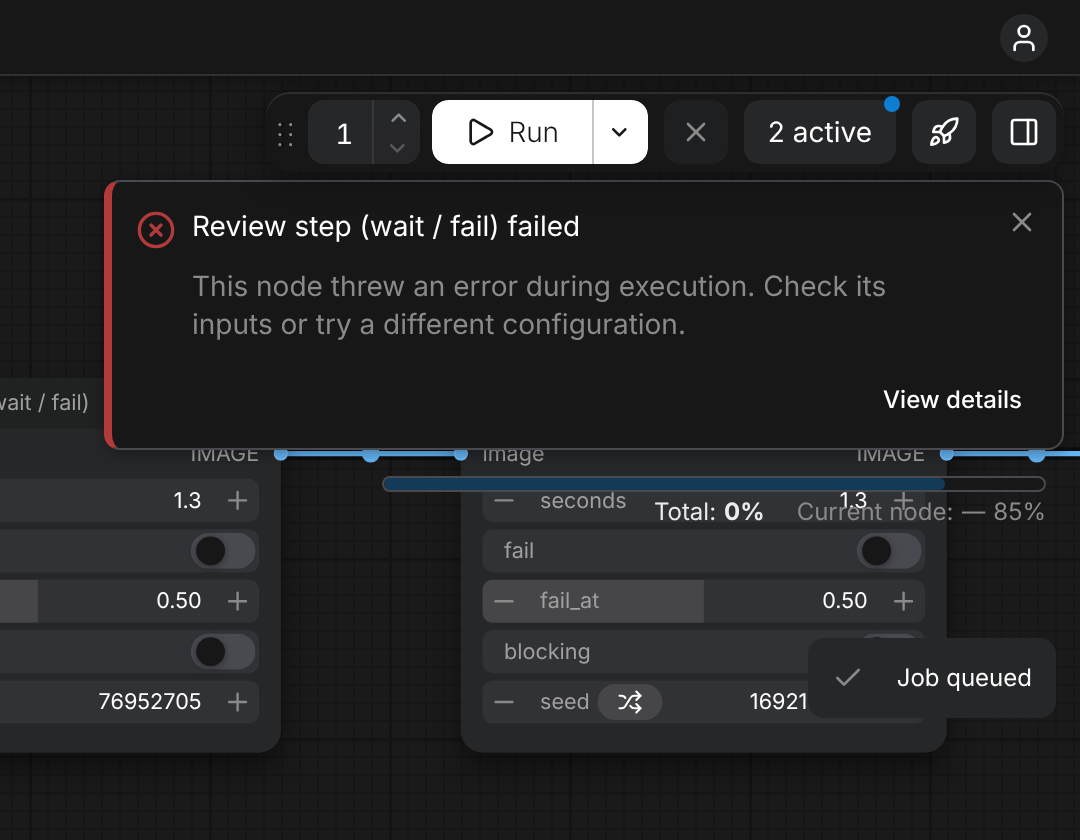 1
Run
2 active
Review step (wait / fail) failed
This node threw an error during execution. Check its
inputs or try a different configuration.
View details
wait / fail)
IMAGE
image
IMAGE
1.3
seconds
1.3
Total: 0%
Current node: — 85%
fail
0.50
fail_at
0.50
blocking
Job queued
76952705
seed
16921